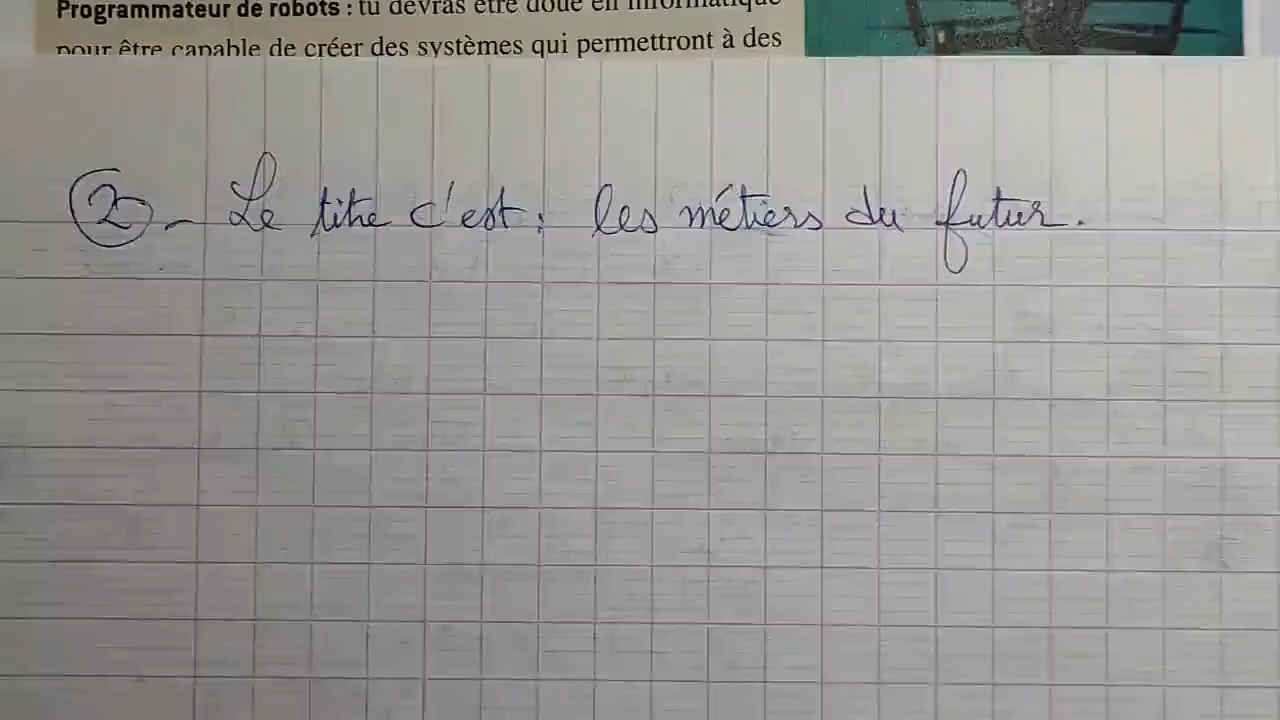 Programmateur de robots : tu devras être doué en informatique
pour être capable de créer des systèmes qui permettront à des
2 - Le titre c'est : les métiers du futur.